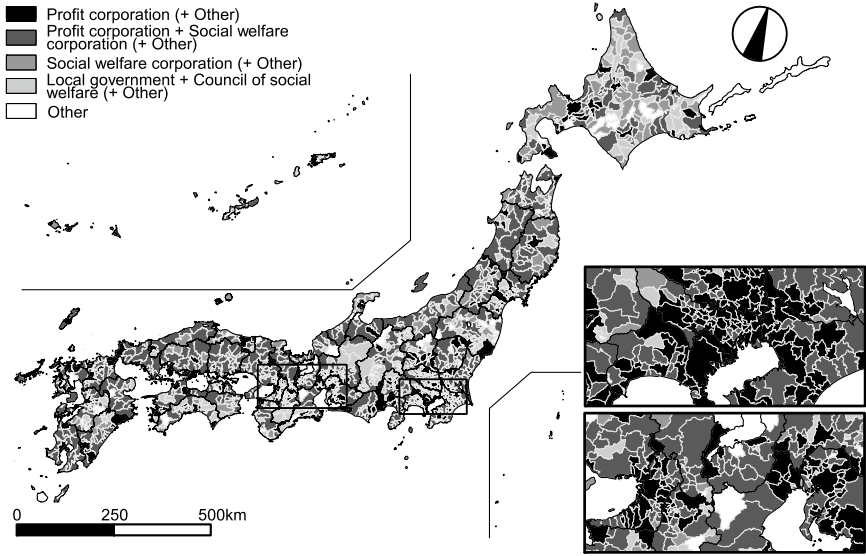 Profit corporation (+ Other)
Profit corporation + Social welfare
corporation (+ Other)
Social welfare corporation (+ Other)
Local government + Council of social
welfare (+ Other)
Other
0 250 500km